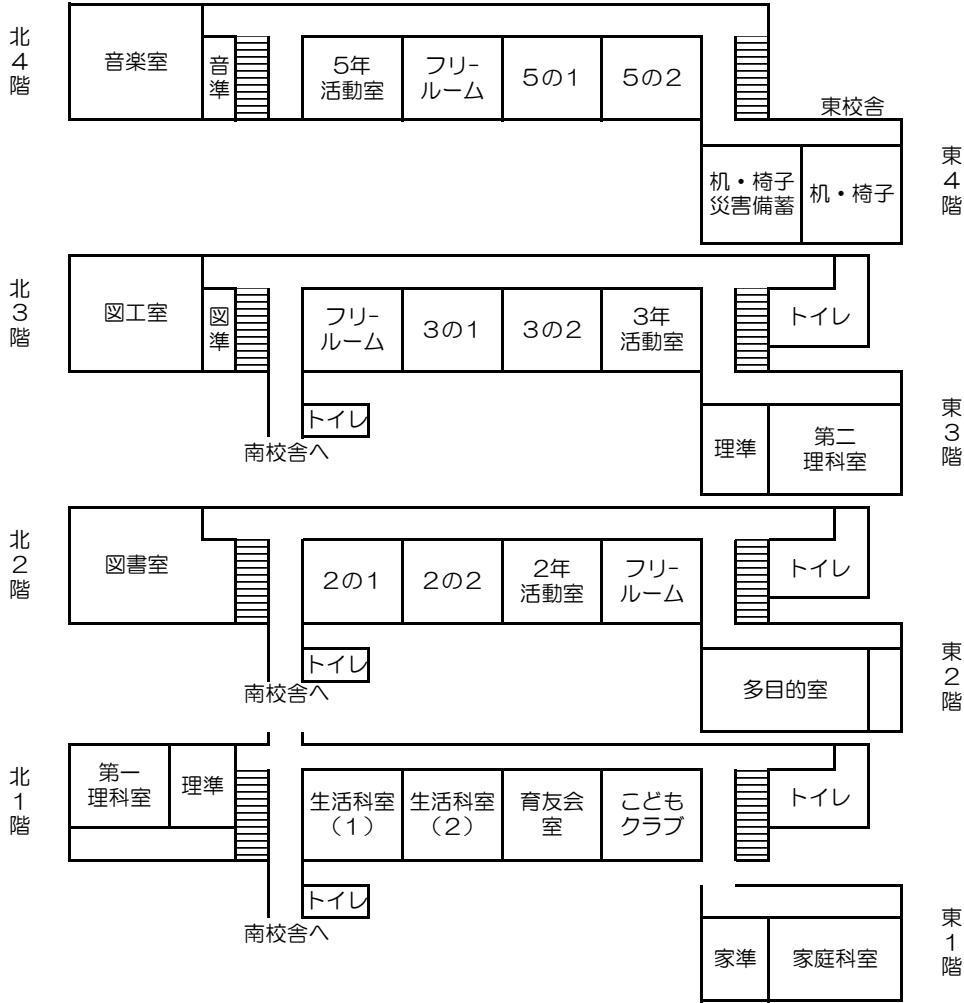 北4階
音楽室
音準
5年
活動室
フリー
ルーム
5の1
5の2
東校舎
東4階
机・椅子
災害備蓄
机・椅子
北3階
図工室
図準
フリー
ルーム
3の1
3の2
3年
活動室
トイレ
トイレ
南校舎へ
東3階
理準
第二
理科室
北2階
図書室
2の1
2の2
2年
活動室
フリー
ルーム
トイレ
トイレ
南校舎へ
東2階
多目的室
北1階
第一
理科室
理準
生活科室
（1）
生活科室
（2）
育友会
室
こども
クラブ
トイレ
トイレ
南校舎へ
東1階
家準
家庭科室